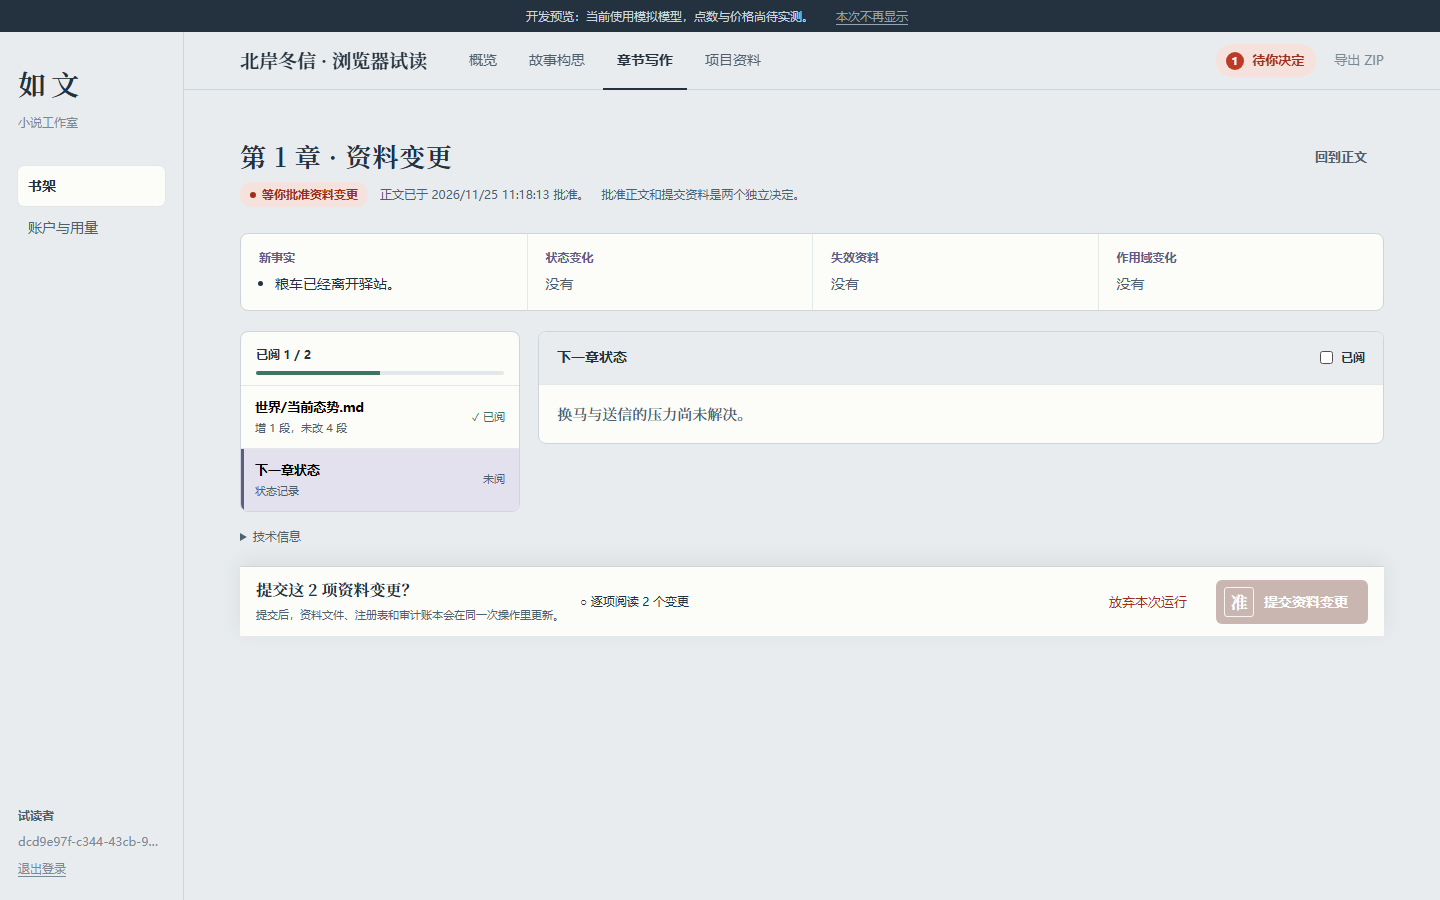 开发预览：当前使用模拟模型，点数与价格尚待实测。 本次不再显示
如文
小说工作室
书架
账户与用量
试读者
dcd9e97f-c344-43cb-9...
退出登录
北岸冬信 · 浏览器试读 概览 故事构思 章节写作 项目资料 1 待你决定 导出 ZIP
第 1 章 · 资料变更 回到正文
等你批准资料变更 正文已于 2026/11/25 11:18:13 批准。 批准正文和提交资料是两个独立决定。
新事实
• 粮车已经离开驿站。
状态变化
没有
失效资料
没有
作用域变化
没有
已阅 1 / 2
世界/当前态势.md
增 1 段，未改 4 段
✓ 已阅
下一章状态
状态记录
未阅
下一章状态 已阅
换马与送信的压力尚未解决。
▶ 技术信息
提交这 2 项资料变更？
提交后，资料文件、注册表和审计账本会在同一次操作里更新。
○ 逐项阅读 2 个变更
放弃本次运行
准 提交资料变更